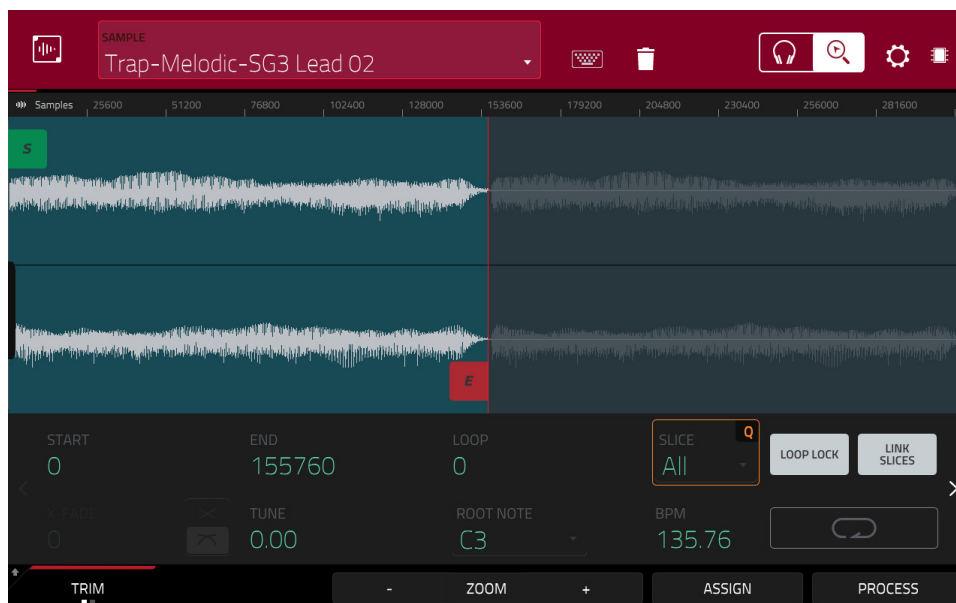 SAMPLE
Trap-Melodic-SG3 Lead 02
Samples 25600 51200 76800 102400 128000 153600 179200 204800 230400 256000 281600
S
E
START END LOOP SLICE Q
0 155760 0 All LOOP LOCK LINK SLICES
X-FADE TUNE ROOT NOTE BPM
0 0.00 C3 135.76
TRIM - ZOOM + ASSIGN PROCESS